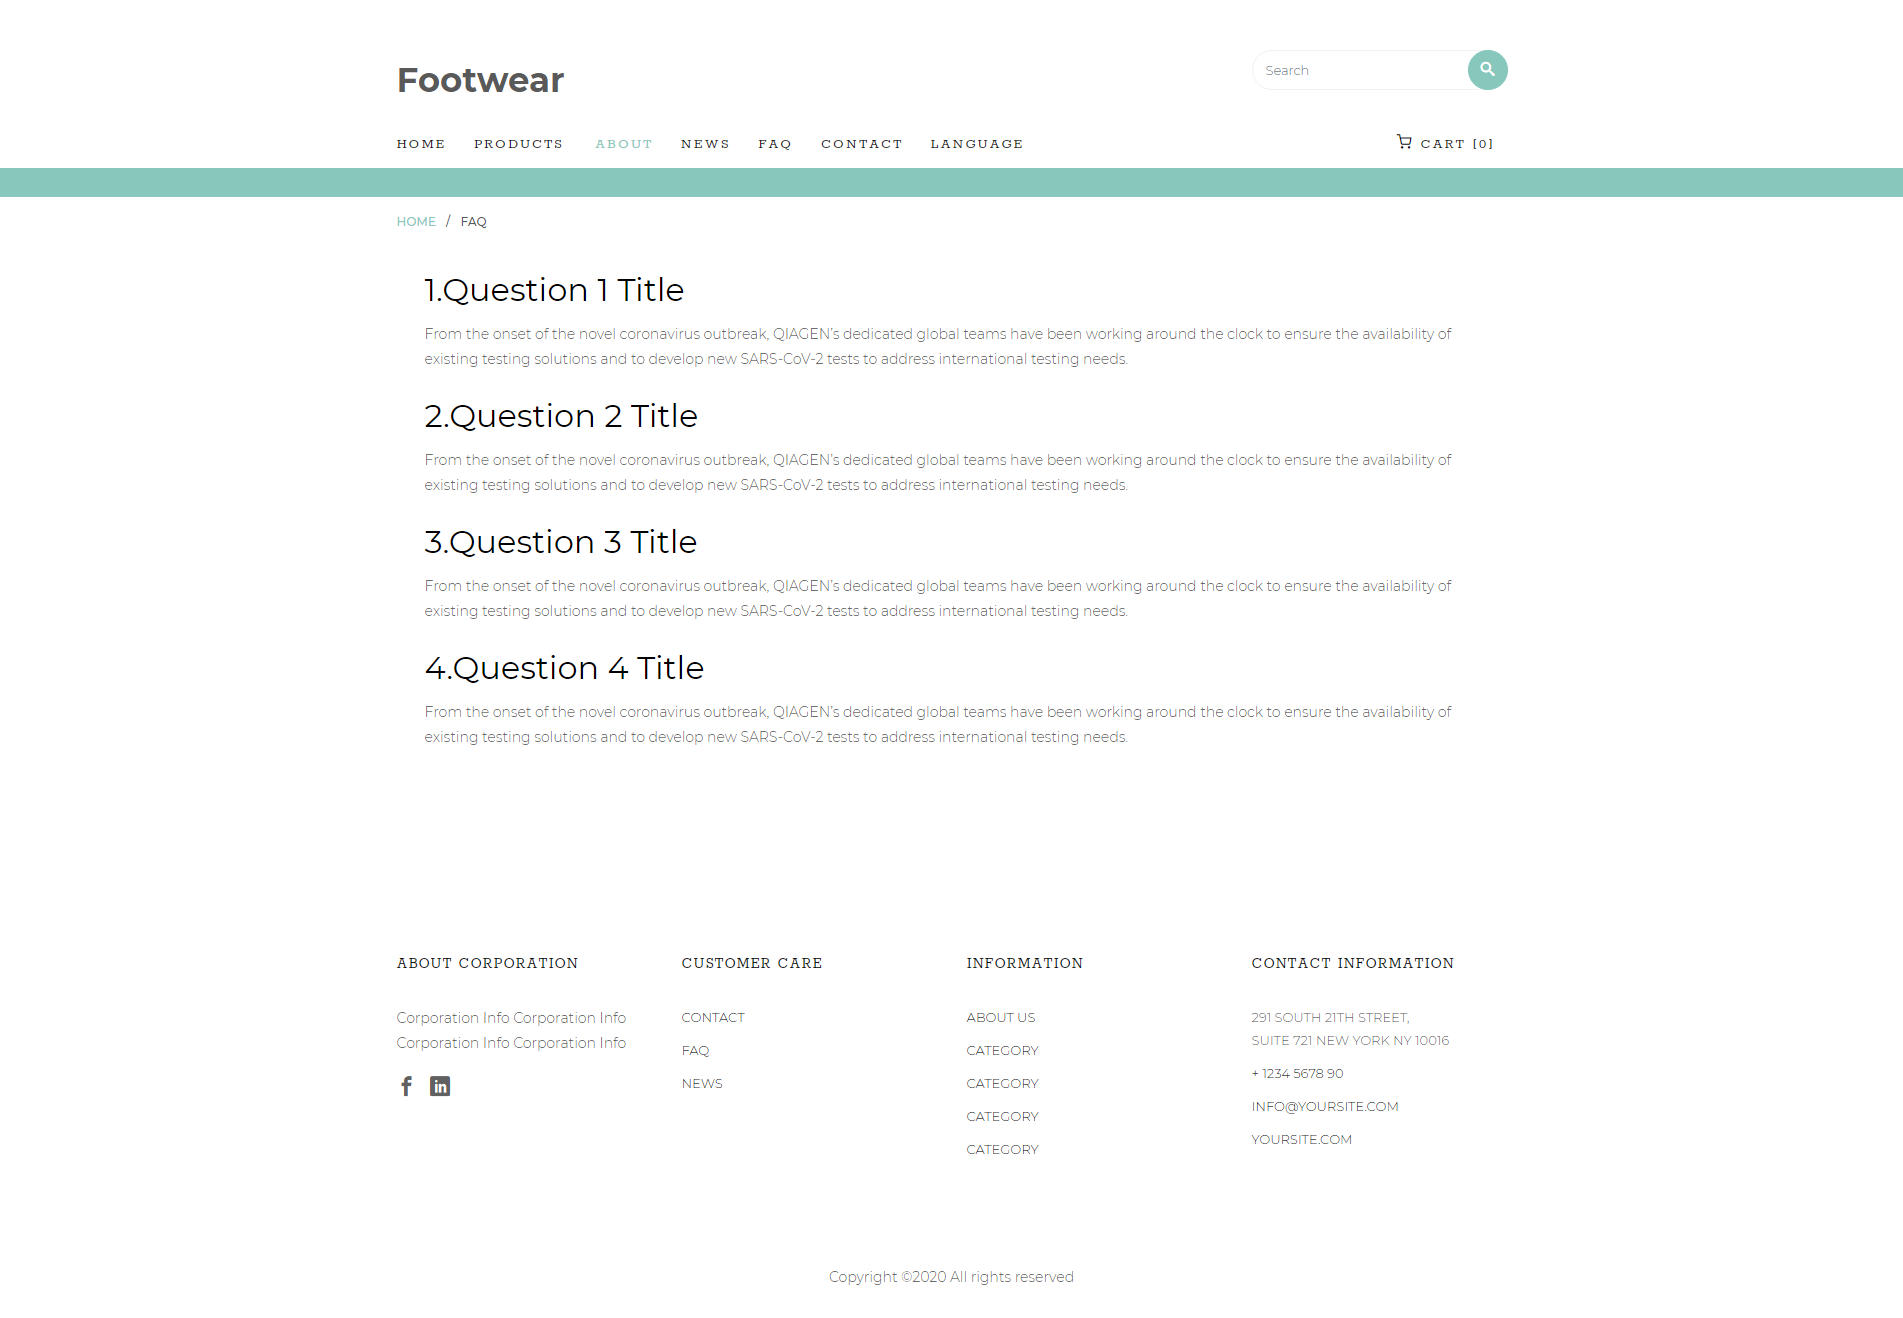 Footwear
Search
HOME PRODUCTS ABOUT NEWS FAQ CONTACT LANGUAGE CART [0]
HOME / FAQ
1.Question 1 Title
From the onset of the novel coronavirus outbreak, QIAGEN's dedicated global teams have been working around the clock to ensure the availability of
existing testing solutions and to develop new SARS-CoV-2 tests to address international testing needs.
2.Question 2 Title
From the onset of the novel coronavirus outbreak, QIAGEN's dedicated global teams have been working around the clock to ensure the availability of
existing testing solutions and to develop new SARS-CoV-2 tests to address international testing needs.
3.Question 3 Title
From the onset of the novel coronavirus outbreak, QIAGEN's dedicated global teams have been working around the clock to ensure the availability of
existing testing solutions and to develop new SARS-CoV-2 tests to address international testing needs.
4.Question 4 Title
From the onset of the novel coronavirus outbreak, QIAGEN's dedicated global teams have been working around the clock to ensure the availability of
existing testing solutions and to develop new SARS-CoV-2 tests to address international testing needs.
ABOUT CORPORATION
Corporation Info Corporation Info
Corporation Info Corporation Info
CUSTOMER CARE
CONTACT
FAQ
NEWS
INFORMATION
ABOUT US
CATEGORY
CATEGORY
CATEGORY
CATEGORY
CONTACT INFORMATION
291 SOUTH 21TH STREET,
SUITE 721 NEW YORK NY 10016
+ 1234 5678 90
INFO@YOURSITE.COM
YOURSITE.COM
Copyright ©2020 All rights reserved